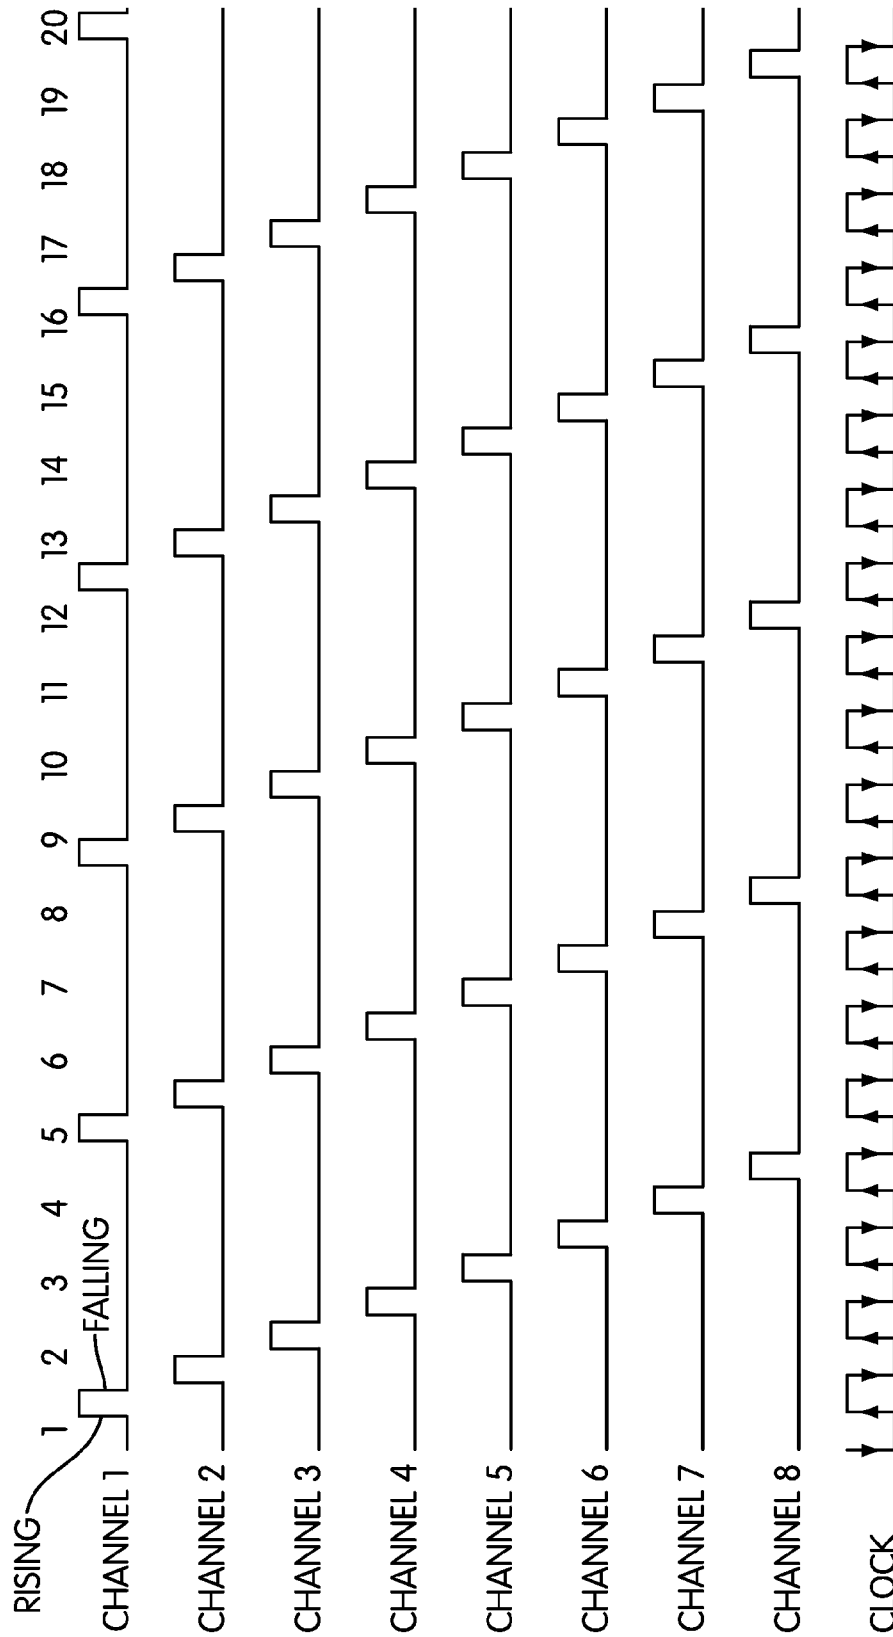 1 2 3 4 5 6 7 8 9 10 11 12 13 14 15 16 17 18 19 20
RISING
FALLING
CHANNEL 1
CHANNEL 2
CHANNEL 3
CHANNEL 4
CHANNEL 5
CHANNEL 6
CHANNEL 7
CHANNEL 8
CLOCK